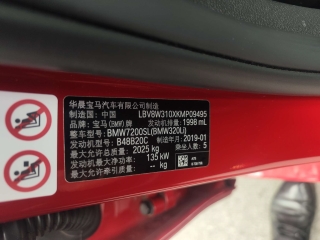 华晨宝马汽车有限公司制造
制造国：中国 LBV8W310XKMP09495
品牌：宝马(BMW)牌 发动机排量：1998 mL
整车型号：BMW7200SL(BMW320Li)
发动机型号：B48B20C 制造年月：2019-01
最大允许总质量：2025 kg 乘坐人数：5
发动机最大净功率：135 kW
最大允许牵引质量：-- kg